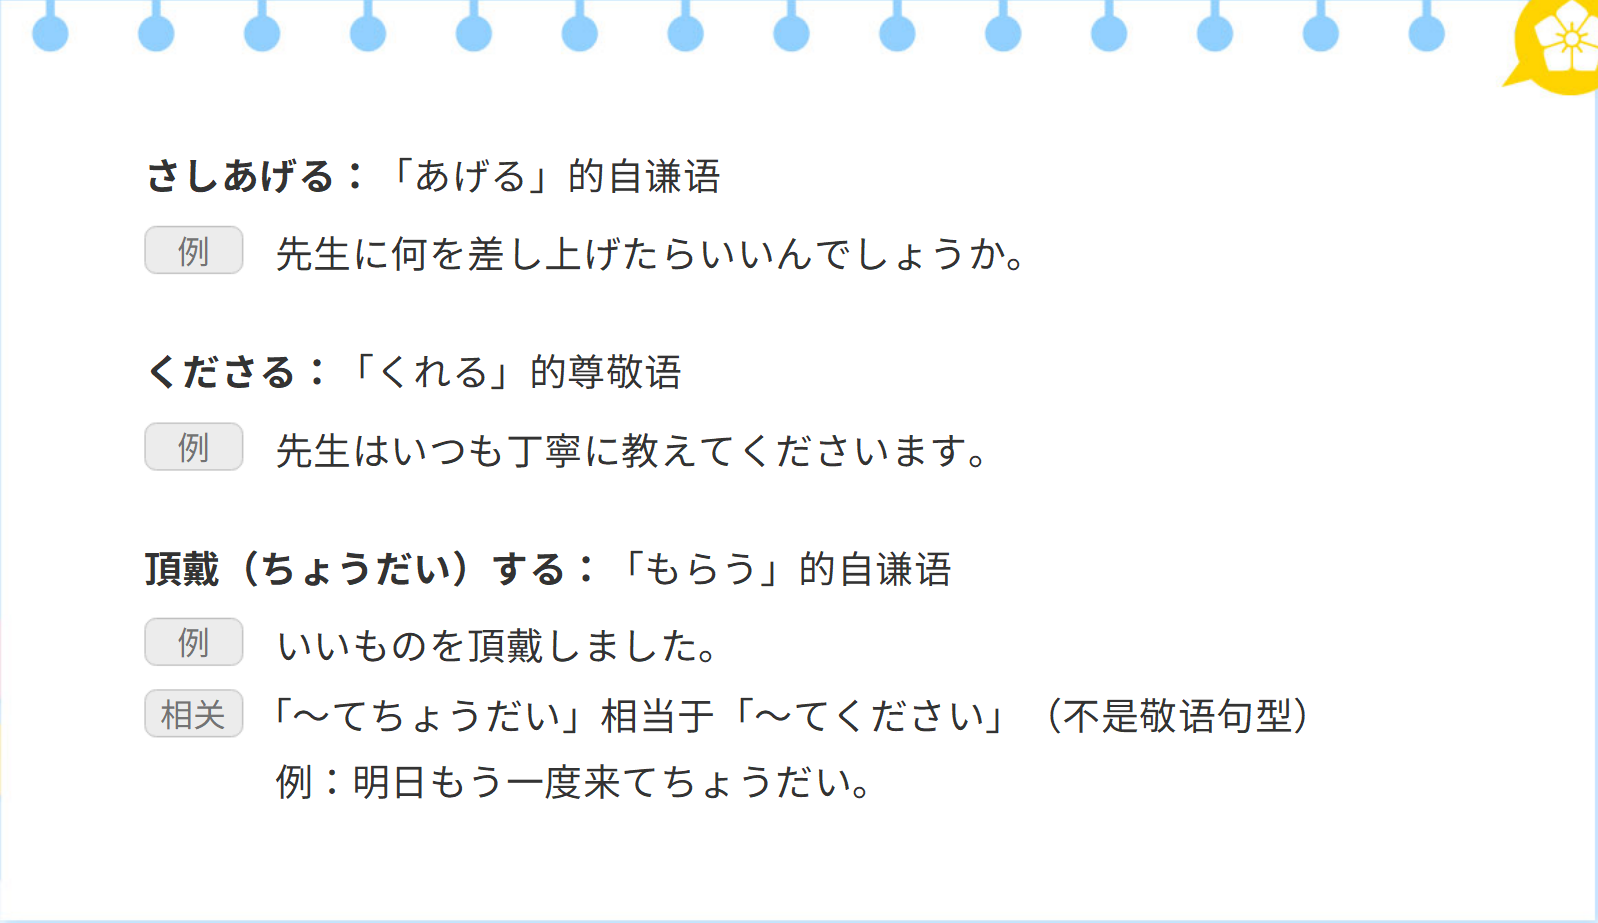 さしあげる：「あげる」的自谦语
例 先生に何を差し上げたらいいんでしょうか。
くださる：「くれる」的尊敬语
例 先生はいつも丁寧に教えてくださいます。
頂戴（ちょうだい）する：「もらう」的自谦语
例 いいものを頂戴しました。
相关 「～てちょうだい」相当于「～てください」（不是敬语句型）
例：明日もう一度来てちょうだい。